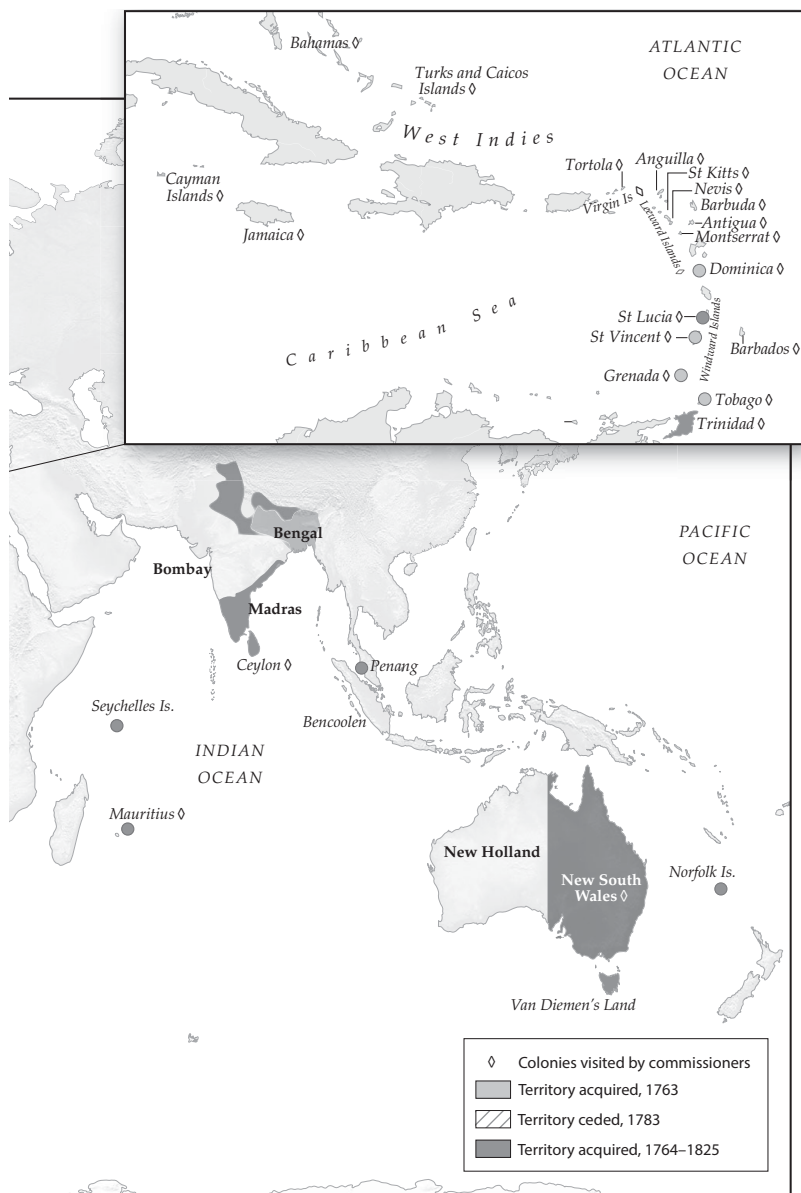 Bahamas ◊
ATLANTIC
OCEAN
Turks and Caicos
Islands ◊
West Indies
Tortola ◊
Anguilla ◊
St Kitts ◊
Nevis ◊
Cayman
Islands ◊
Virgin Is ◊
Barbuda ◊
Leeward Islands
Antigua ◊
Montserrat ◊
Jamaica ◊
Dominica ◊
Caribbean Sea
St Lucia ◊
Windward Islands
St Vincent ◊
Barbados ◊
Grenada ◊
Tobago ◊
Trinidad ◊
Bengal
PACIFIC
OCEAN
Bombay
Madras
Ceylon ◊
Penang
Seychelles Is.
Bencoolen
INDIAN
OCEAN
Mauritius ◊
New Holland
New South
Wales ◊
Norfolk Is.
Van Diemen's Land
◊ Colonies visited by commissioners
Territory acquired, 1763
Territory ceded, 1783
Territory acquired, 1764–1825